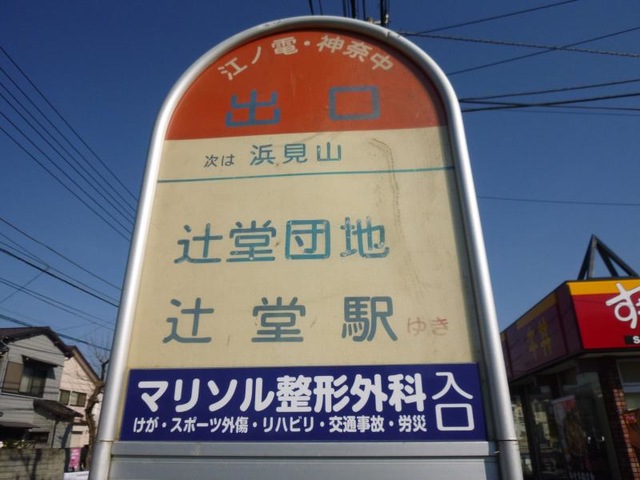 江ノ電・神奈中
出口
次は 浜見山
辻堂団地
辻堂駅ゆき
マリソル整形外科
けが・スポーツ外傷・リハビリ・交通事故・労災
入口
す